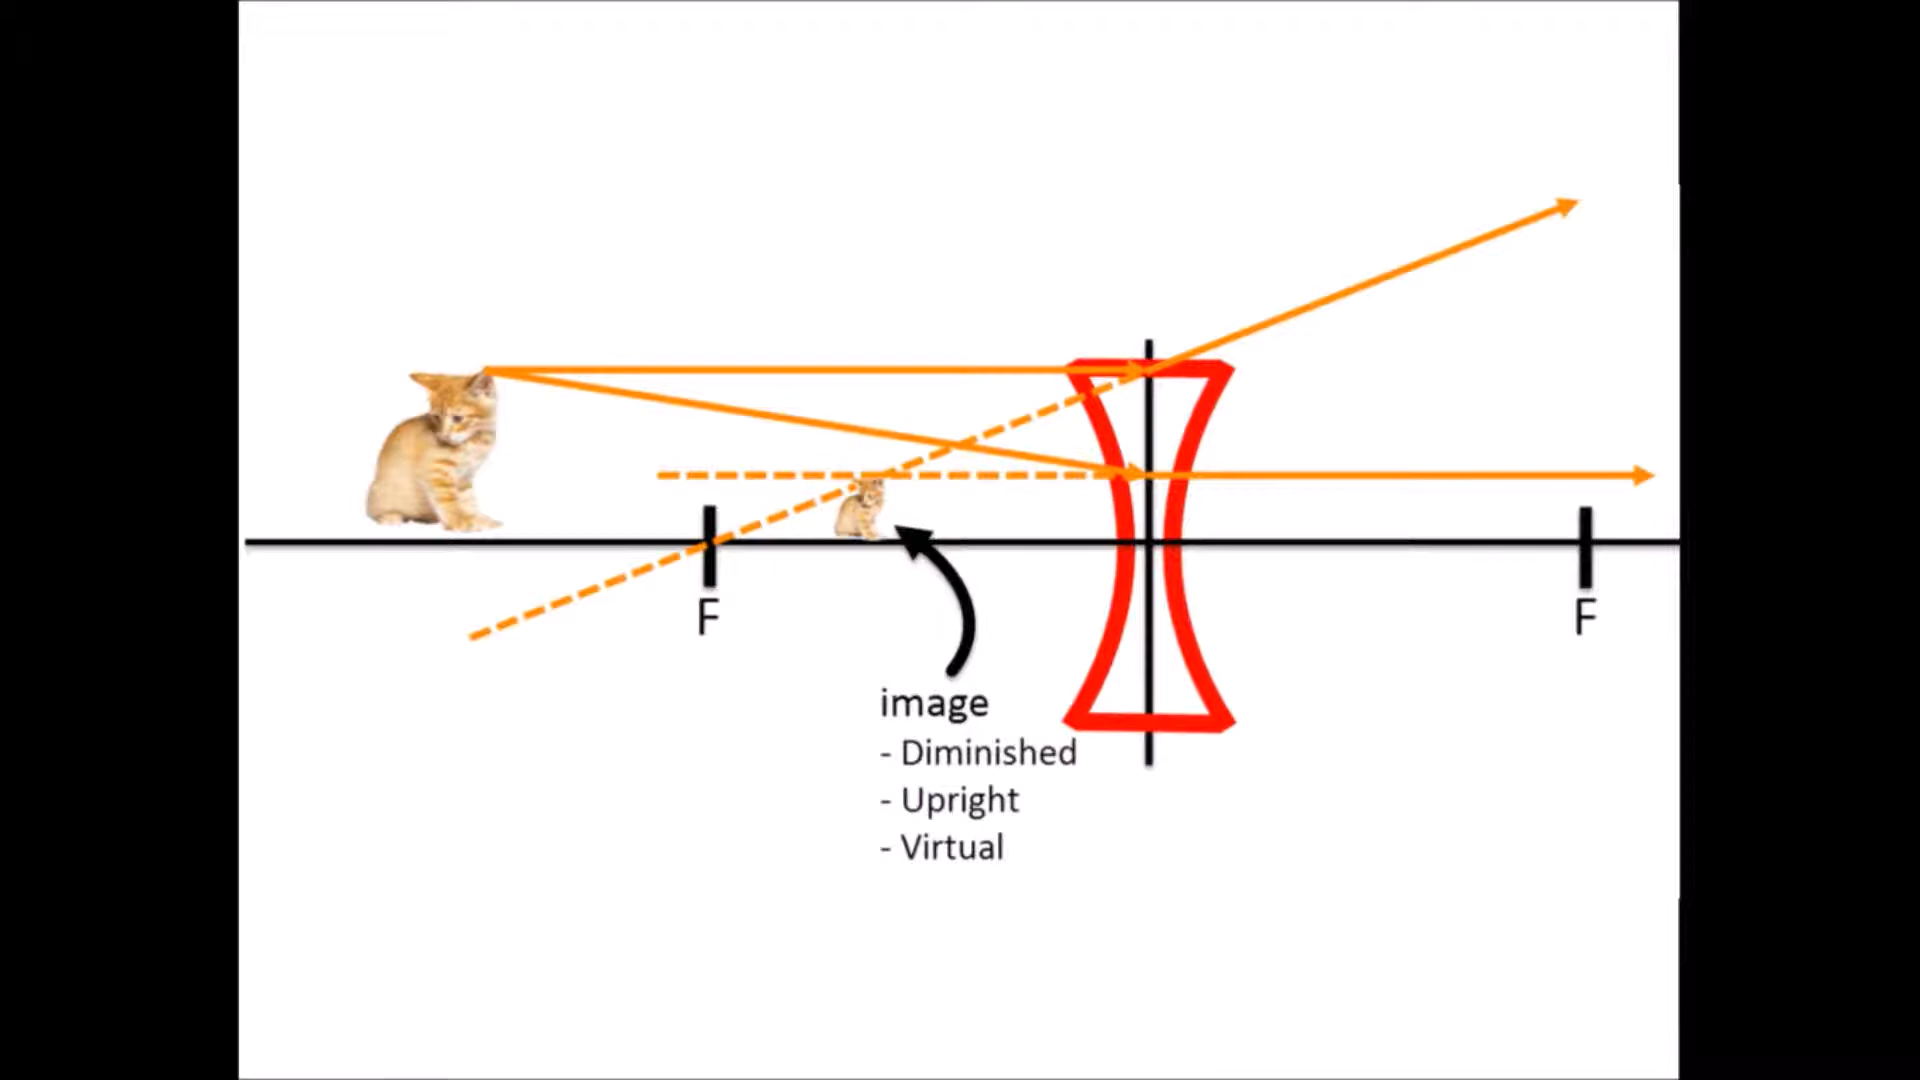 F
F
image
- Diminished
- Upright
- Virtual